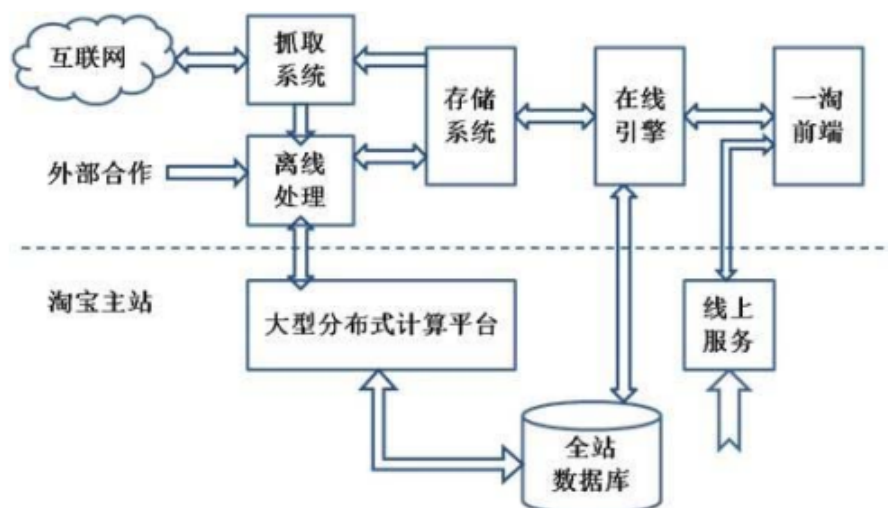 互联网
抓取
系统
存储
系统
在线
引擎
一淘
前端
外部合作
离线
处理
淘宝主站
大型分布式计算平台
线上
服务
全站
数据库